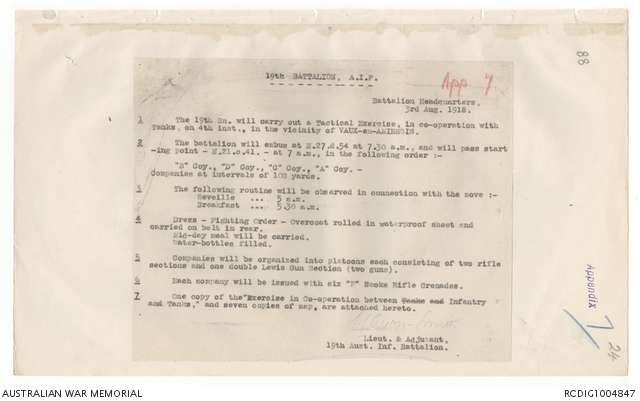 19th BATTALION, A.I.F.
App 7.
88
Battalion Headquarters.
3rd Aug. 1918.
1 The 19th Bn. will carry out a Tactical Exercise, in co-operation with
Tanks, on 4th inst., in the vicinity of VAUX-en-AMIENOIS.
2 The battalion will enbus at M.27.d.54 at 7.30 a.m., and will pass start
-ing point - M.21.c.41. - at 7 a.m., in the following order :-
"B" Coy., "D" Coy., "C" Coy., "A" Coy. -
Companies at intervals of 100 yards.
3 The following routine will be observed in connection with the move :-
Reveille ... 5 a.m.
Breakfast ... 5.30 a.m.
4 Dress - Fighting Order - Overcoat rolled in waterproof sheet and
carried on belt in rear.
Mid-day meal will be carried.
Water-bottles filled.
5 Companies will be organized into platoons each consisting of two rifle
sections and one double Lewis Gun Section (two guns).
6 Each company will be issued with six Hooks Rifle Grenades.
7 One copy of the "Exercise in Co-operation between Tanks and Infantry
and Tanks," and seven copies of map, are attached hereto.
Lieut. & Adjutant.
19th Aust. Inf. Battalion.
Appendix
7
24
AUSTRALIAN WAR MEMORIAL
RCDIG1004847